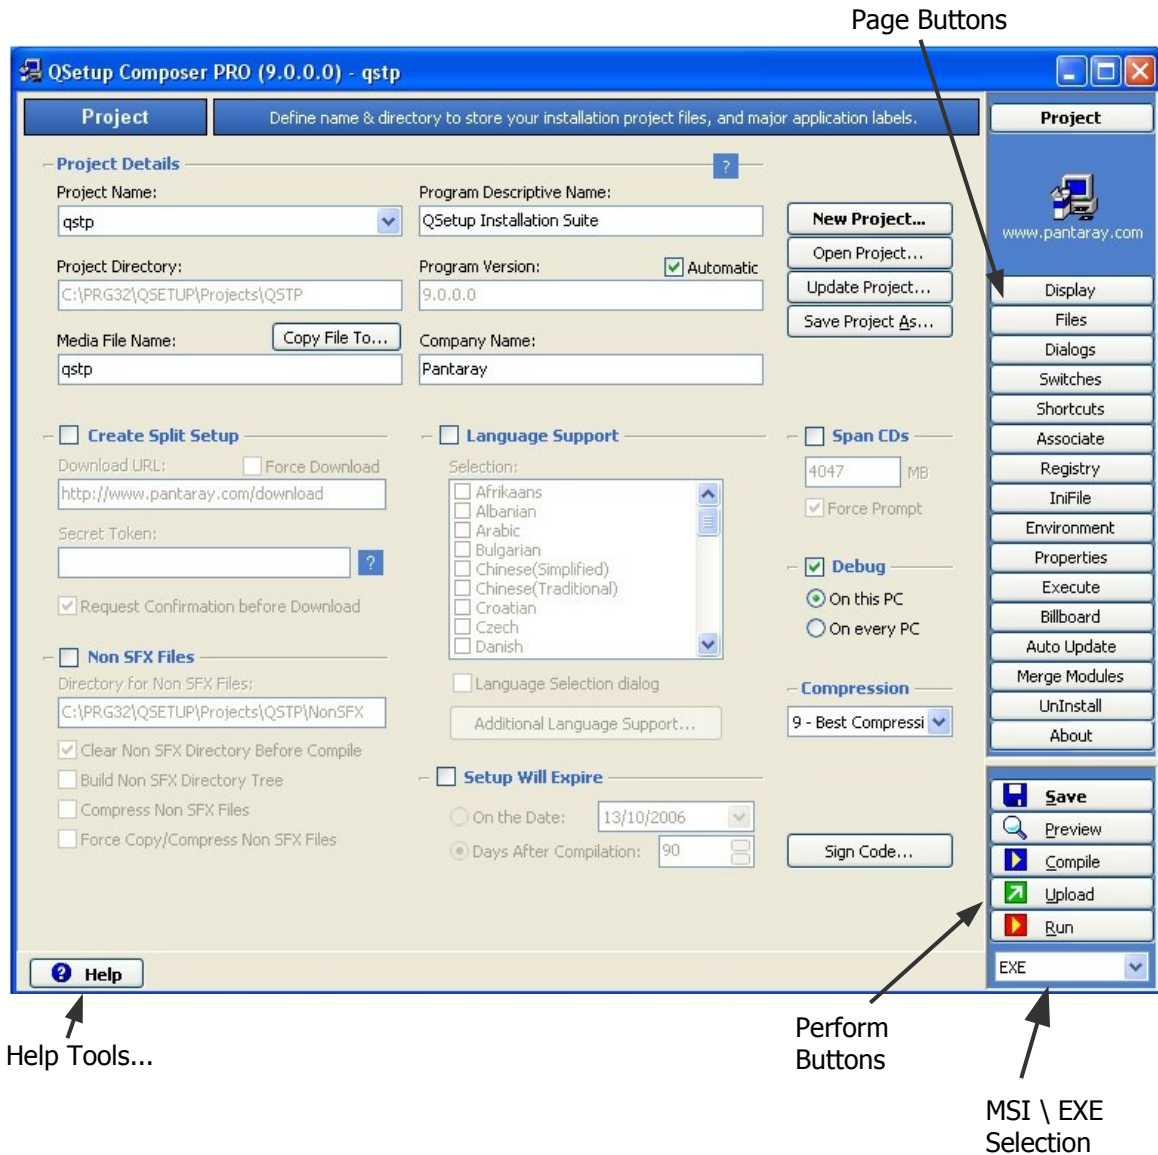 Page Buttons
QSetup Composer PRO (9.0.0.0) - qstp
Project
Define name & directory to store your installation project files, and major application labels.
Project
Project Details
?
Project Name:
Program Descriptive Name:
qstp
QSetup Installation Suite
New Project...
www.pantaray.com
Open Project...
Project Directory:
Program Version:
Automatic
C:\PRG32\QSETUP\Projects\QSTP
9.0.0.0
Update Project...
Display
Save Project As...
Files
Media File Name:
Copy File To...
Company Name:
Dialogs
qstp
Pantaray
Switches
Shortcuts
Create Split Setup
Language Support
Span CDs
Associate
Download URL:
Force Download
Selection:
4047
MB
Registry
http://www.pantaray.com/download
Afrikaans
Albanian
Force Prompt
IniFile
Secret Token:
Arabic
Environment
Bulgarian
?
Chinese(Simplified)
Debug
Properties
Chinese(Traditional)
On this PC
Execute
Request Confirmation before Download
Croatian
Czech
On every PC
Billboard
Danish
Auto Update
Non SFX Files
Directory for Non SFX Files:
Language Selection dialog
Compression
Merge Modules
C:\PRG32\QSETUP\Projects\QSTP\NonSFX
Additional Language Support...
9 - Best Compressi
UnInstall
Clear Non SFX Directory Before Compile
About
Build Non SFX Directory Tree
Setup Will Expire
Compress Non SFX Files
On the Date:
13/10/2006
Save
Force Copy/Compress Non SFX Files
Days After Compilation:
90
Sign Code...
Preview
Compile
Upload
Run
Help
EXE
Help Tools...
Perform
Buttons
MSI \ EXE
Selection